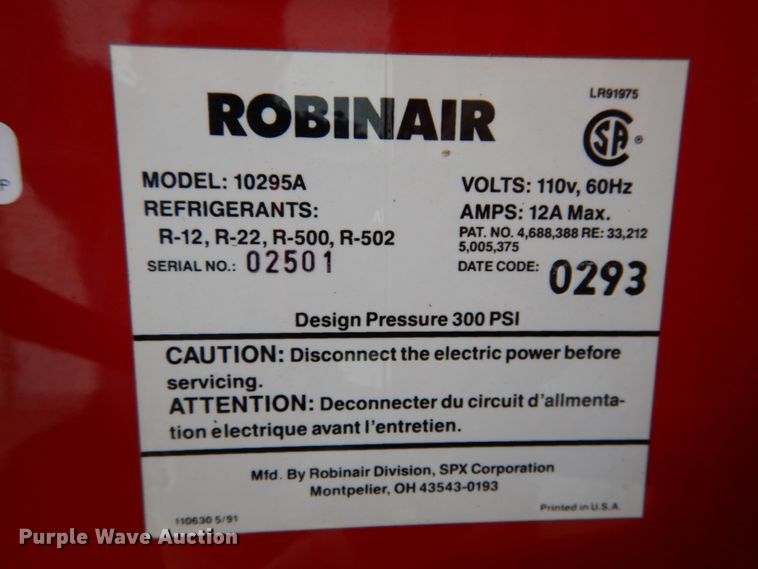 ROBINAIR
LR91975
SA ®
MODEL: 10295A
VOLTS: 110v, 60Hz
REFRIGERANTS:
AMPS: 12A Max.
R-12, R-22, R-500, R-502
PAT. NO. 4,688,388 RE: 33,212
5,005,375
SERIAL NO.: 02501
DATE CODE: 0293
Design Pressure 300 PSI
CAUTION: Disconnect the electric power before
servicing.
ATTENTION: Deconnecter du circuit d'allmenta-
tion électrique avant l'entretien.
Mfd. By Robinair Division, SPX Corporation
Montpelier, OH 43543-0193
110630 5/91
Printed in U.S.A.
Purple Wave Auction